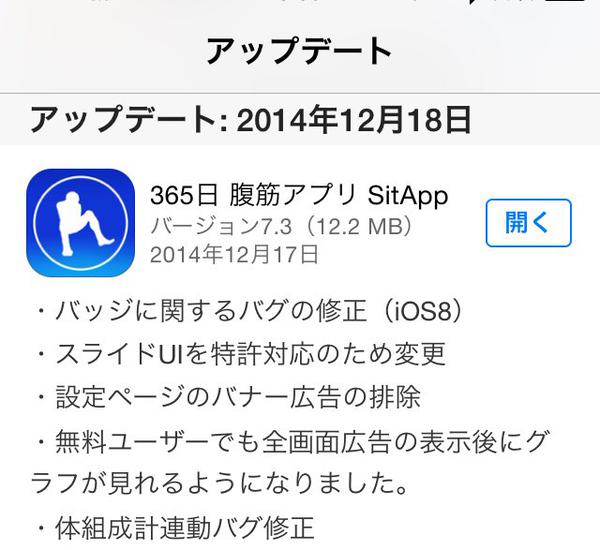 アップデート
アップデート: 2014年12月18日
365日 腹筋アプリ SitApp
バージョン7.3（12.2 MB）
開く
2014年12月17日
・バッジに関するバグの修正（iOS8）
・スライドUIを特許対応のため変更
・設定ページのバナー広告の排除
・無料ユーザーでも全画面広告の表示後にグ
ラフが見れるようになりました。
・体組成計連動バグ修正